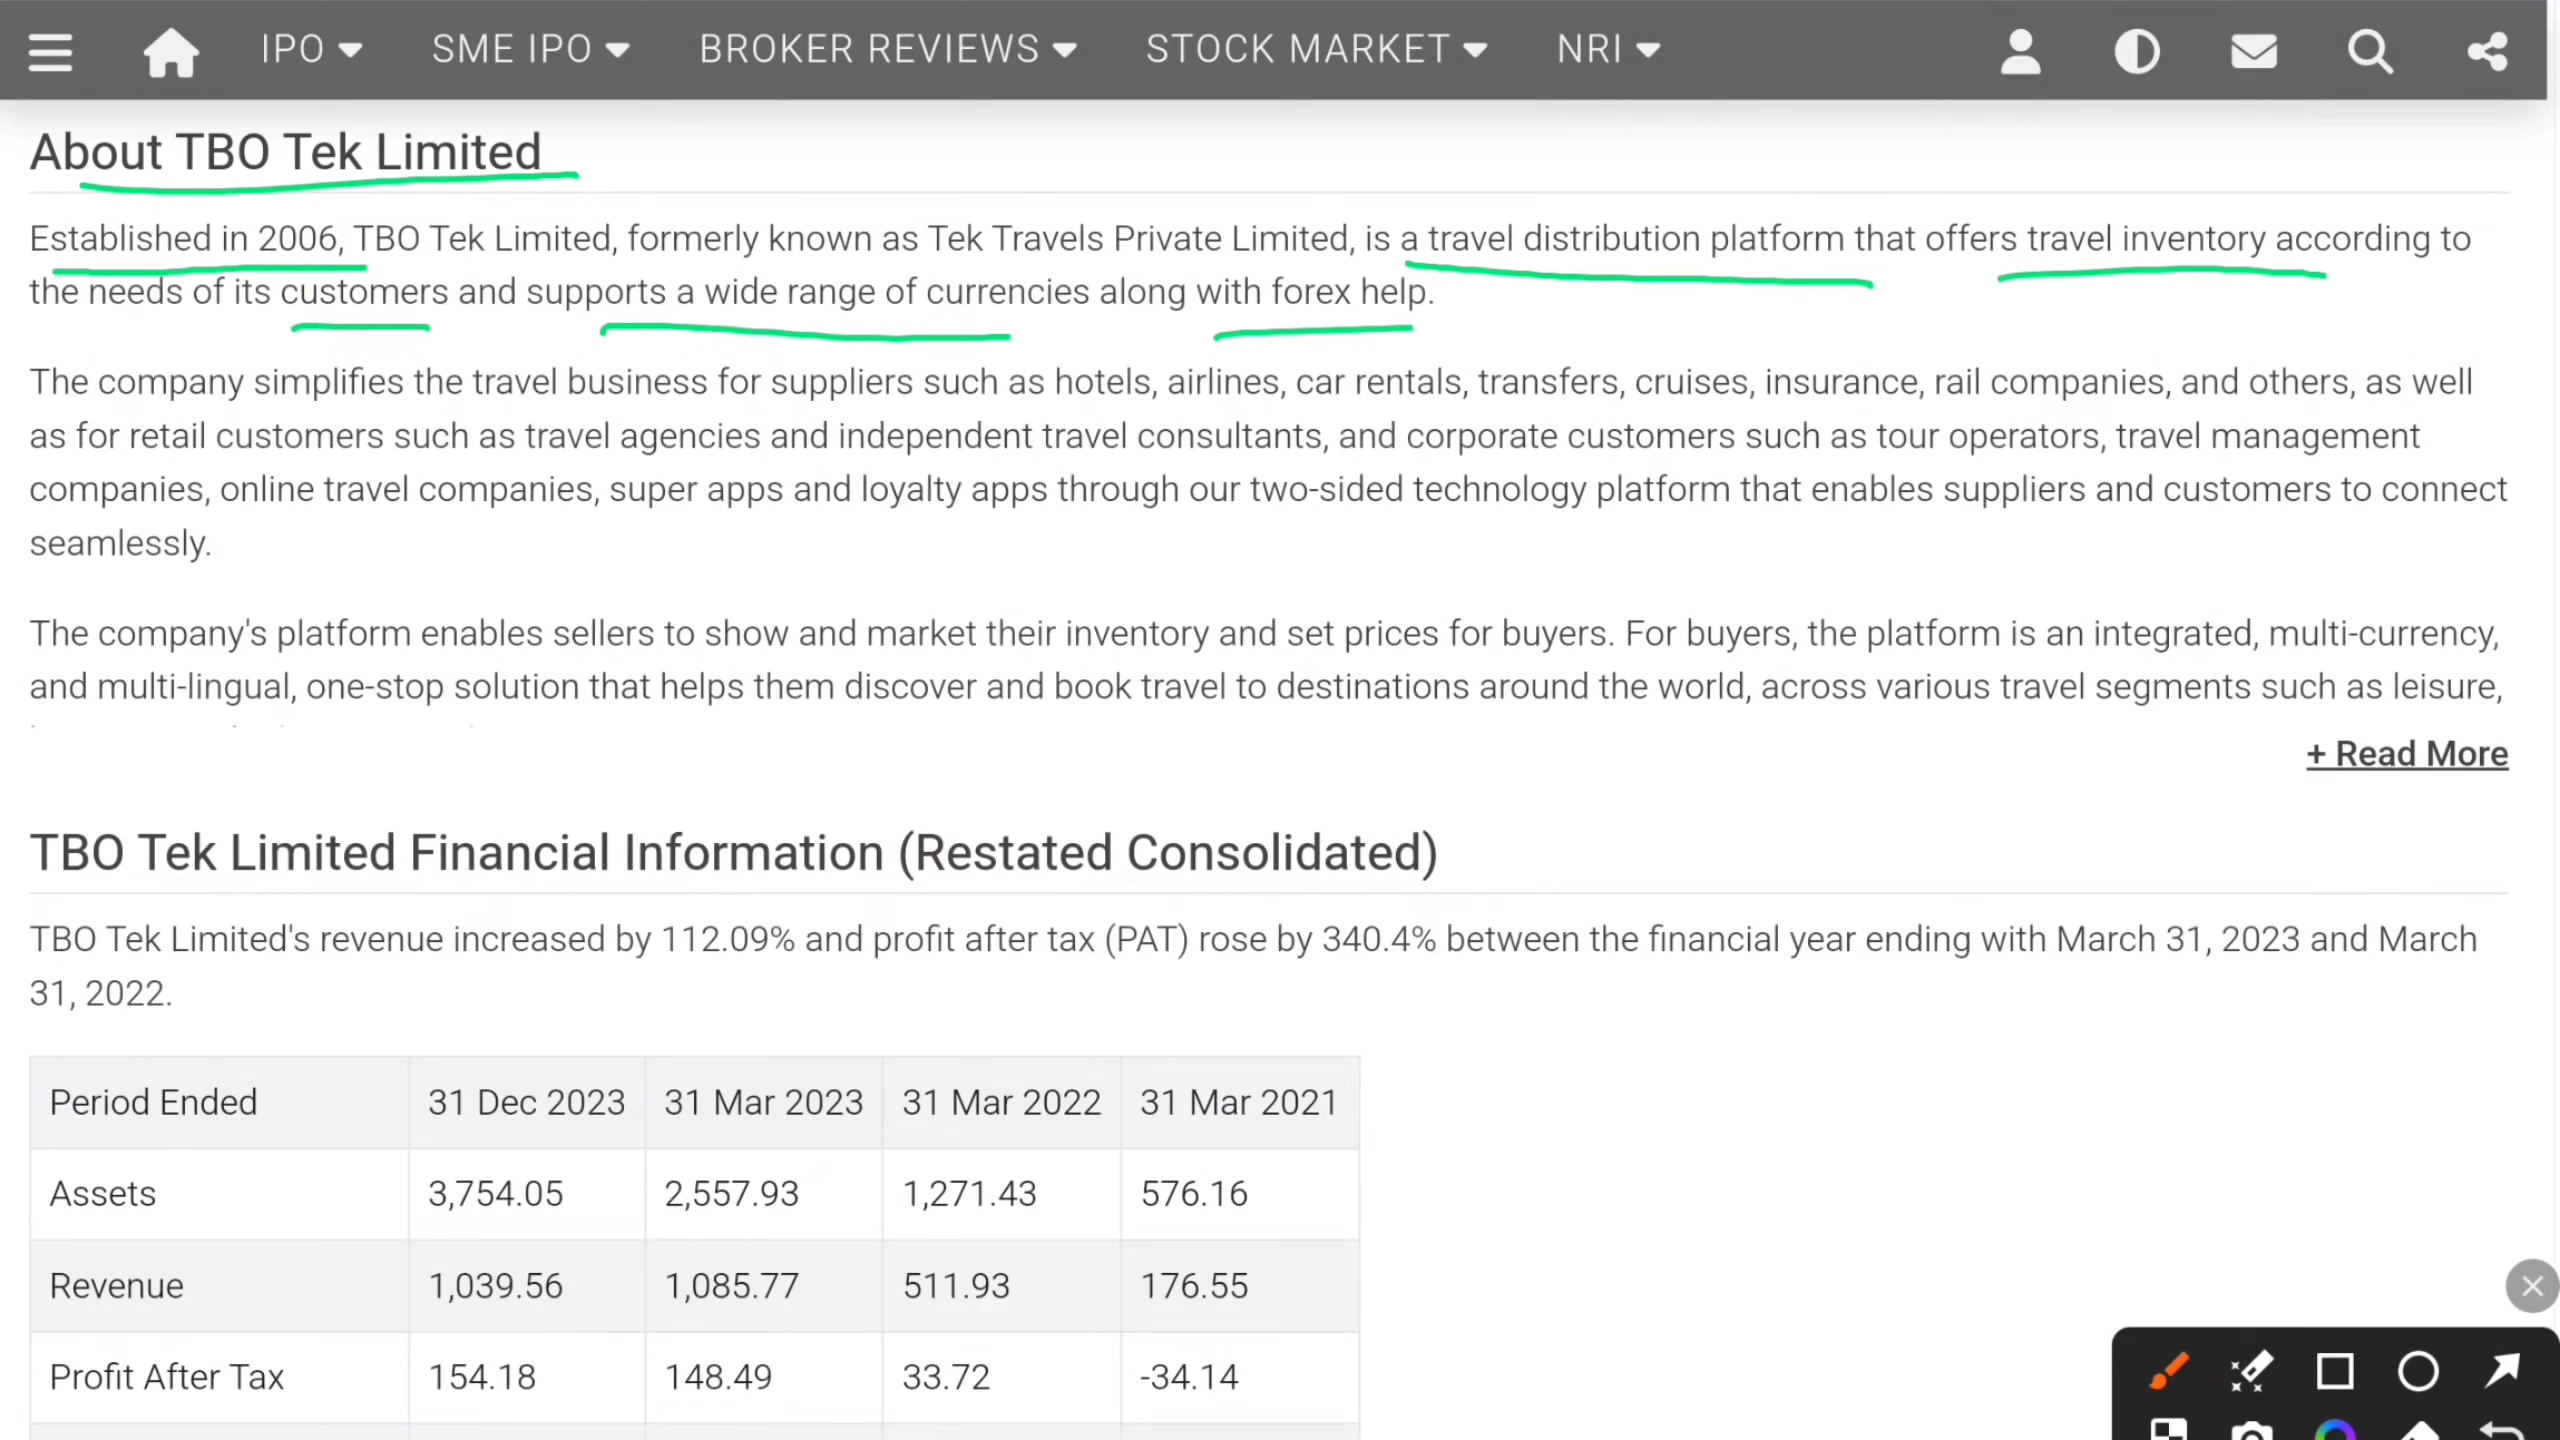 IPO SME IPO BROKER REVIEWS STOCK MARKET NRI
About TBO Tek Limited
Established in 2006, TBO Tek Limited, formerly known as Tek Travels Private Limited, is a travel distribution platform that offers travel inventory according to
the needs of its customers and supports a wide range of currencies along with forex help.
The company simplifies the travel business for suppliers such as hotels, airlines, car rentals, transfers, cruises, insurance, rail companies, and others, as well
as for retail customers such as travel agencies and independent travel consultants, and corporate customers such as tour operators, travel management
companies, online travel companies, super apps and loyalty apps through our two-sided technology platform that enables suppliers and customers to connect
seamlessly.
The company's platform enables sellers to show and market their inventory and set prices for buyers. For buyers, the platform is an integrated, multi-currency,
and multi-lingual, one-stop solution that helps them discover and book travel to destinations around the world, across various travel segments such as leisure,
+ Read More
TBO Tek Limited Financial Information (Restated Consolidated)
TBO Tek Limited's revenue increased by 112.09% and profit after tax (PAT) rose by 340.4% between the financial year ending with March 31, 2023 and March
31, 2022.
Period Ended 31 Dec 2023 31 Mar 2023 31 Mar 2022 31 Mar 2021
Assets 3,754.05 2,557.93 1,271.43 576.16
Revenue 1,039.56 1,085.77 511.93 176.55
Profit After Tax 154.18 148.49 33.72 -34.14